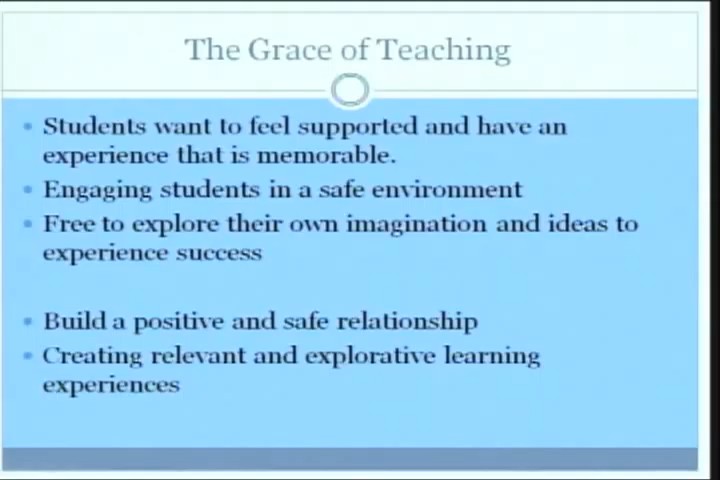 The Grace of Teaching
Students want to feel supported and have an
experience that is memorable.
Engaging students in a safe environment
Free to explore their own imagination and ideas to
experience success
Build a positive and safe relationship
Creating relevant and explorative learning
experiences